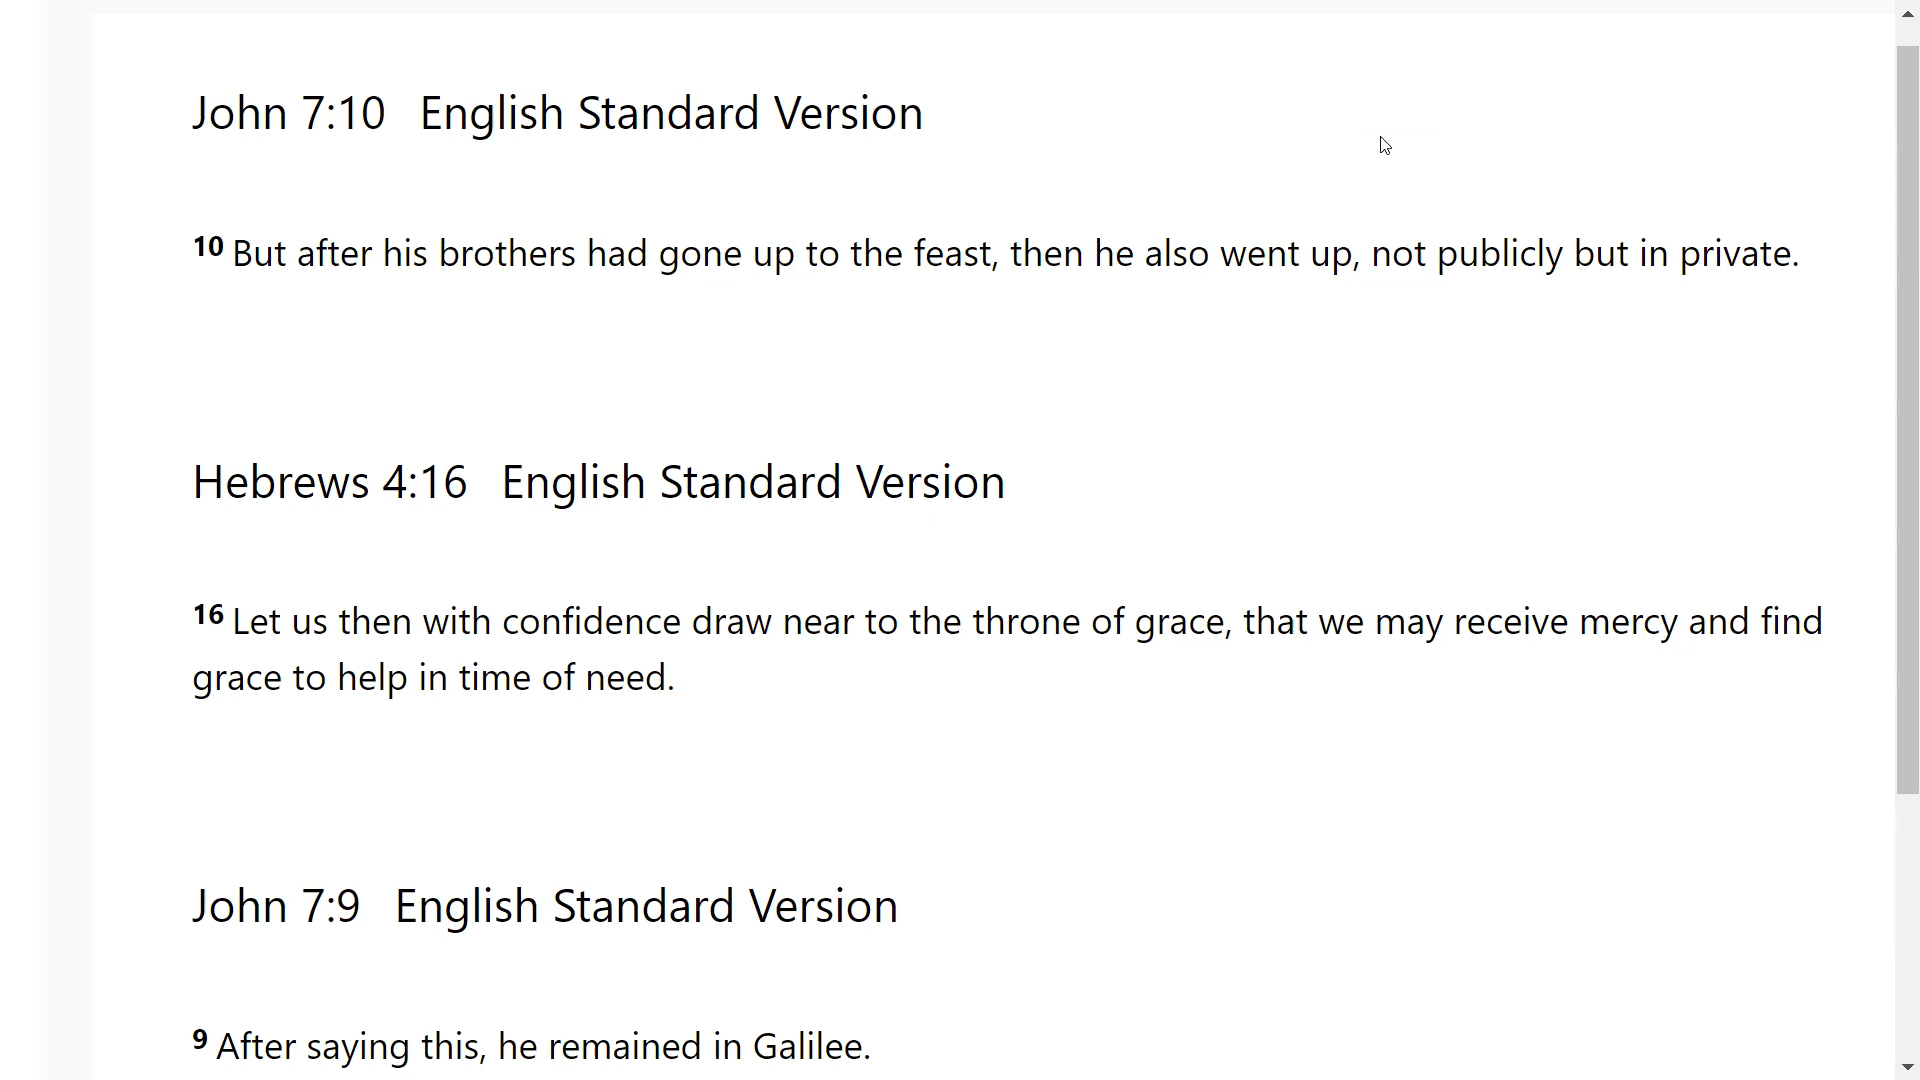 John 7:10 English Standard Version
10 But after his brothers had gone up to the feast, then he also went up, not publicly but in private.
Hebrews 4:16 English Standard Version
16 Let us then with confidence draw near to the throne of grace, that we may receive mercy and find
grace to help in time of need.
John 7:9 English Standard Version
9 After saying this, he remained in Galilee.